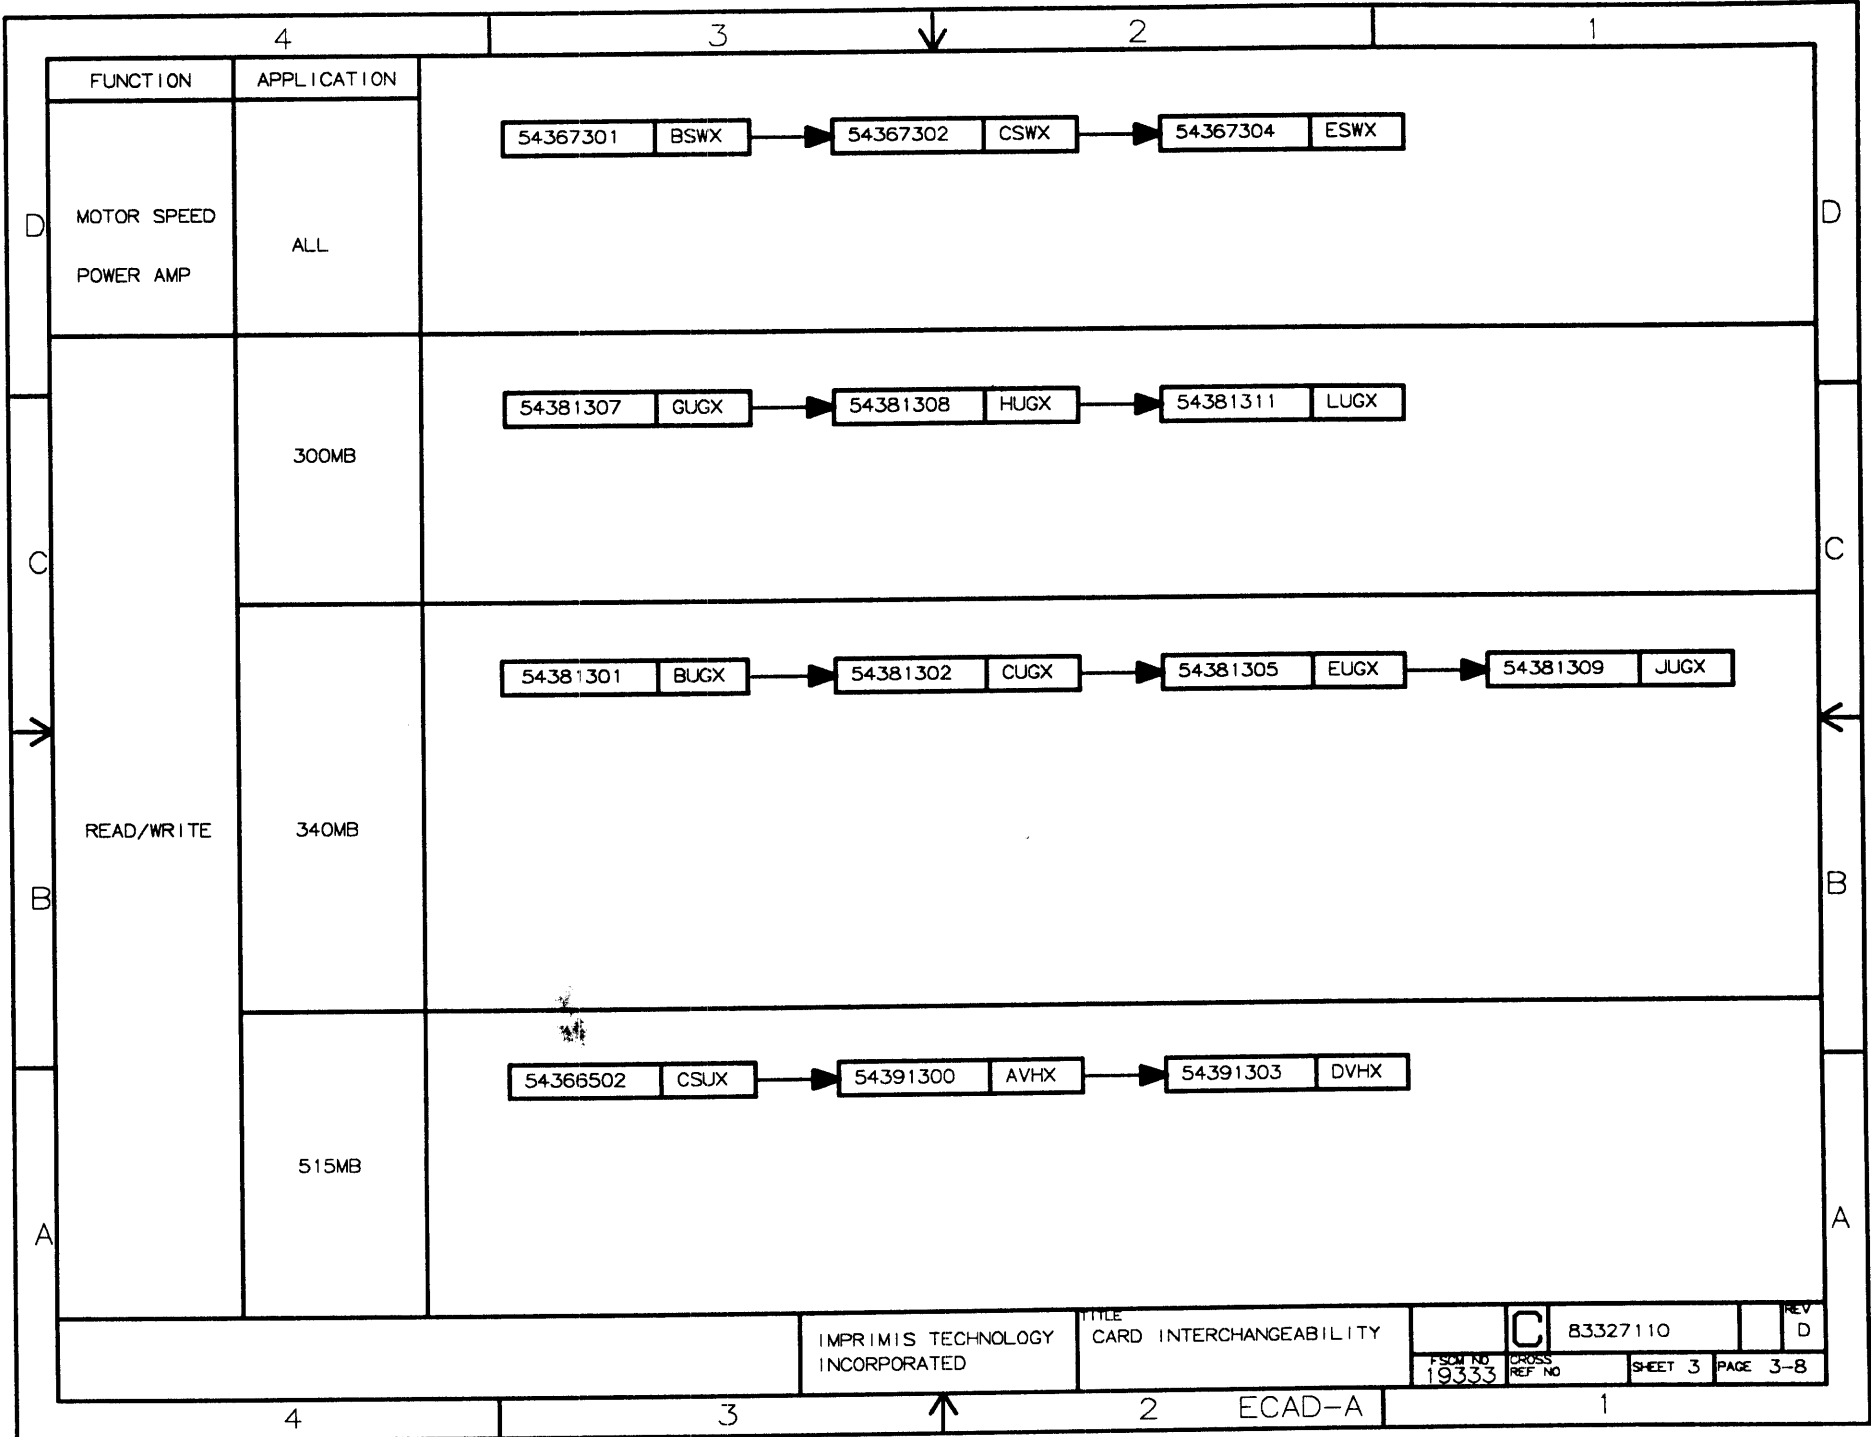 4 3 2 1
FUNCTION APPLICATION
54367301 BSWX 54367302 CSWX 54367304 ESWX
D D
MOTOR SPEED
POWER AMP
ALL
54381307 GUGX 54381308 HUGX 54381311 LUGX
300MB
C C
54381301 BUGX 54381302 CUGX 54381305 EUGX 54381309 JUGX
READ/WRITE 340MB
B B
54366502 CSUX 54391300 AVHX 54391303 DVHX
515MB
A A
IMPRIMIS TECHNOLOGY
INCORPORATED
TITLE
CARD INTERCHANGEABILITY
C 83327110
REV
D
FSCM NO
19333
CROSS
REF NO
SHEET 3 PAGE 3-8
4 3 2 ECAD-A 1